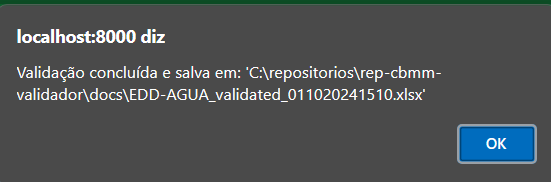 localhost:8000 diz
Validação concluída e salva em: 'C:\repositorios\rep-cbmm-
validador\docs\EDD-AGUA_validated_011020241510.xlsx'
OK